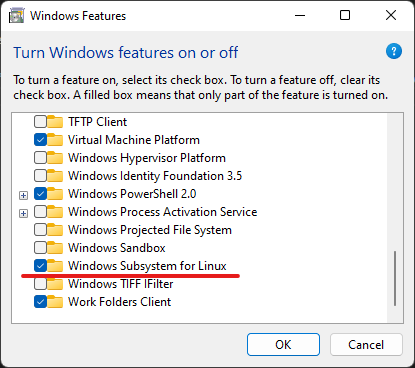 Windows Features
Turn Windows features on or off
?
To turn a feature on, select its check box. To turn a feature off, clear its
check box. A filled box means that only part of the feature is turned on.
TFTP Client
Virtual Machine Platform
Windows Hypervisor Platform
Windows Identity Foundation 3.5
Windows PowerShell 2.0
Windows Process Activation Service
Windows Projected File System
Windows Sandbox
Windows Subsystem for Linux
Windows TIFF IFilter
Work Folders Client
OK
Cancel